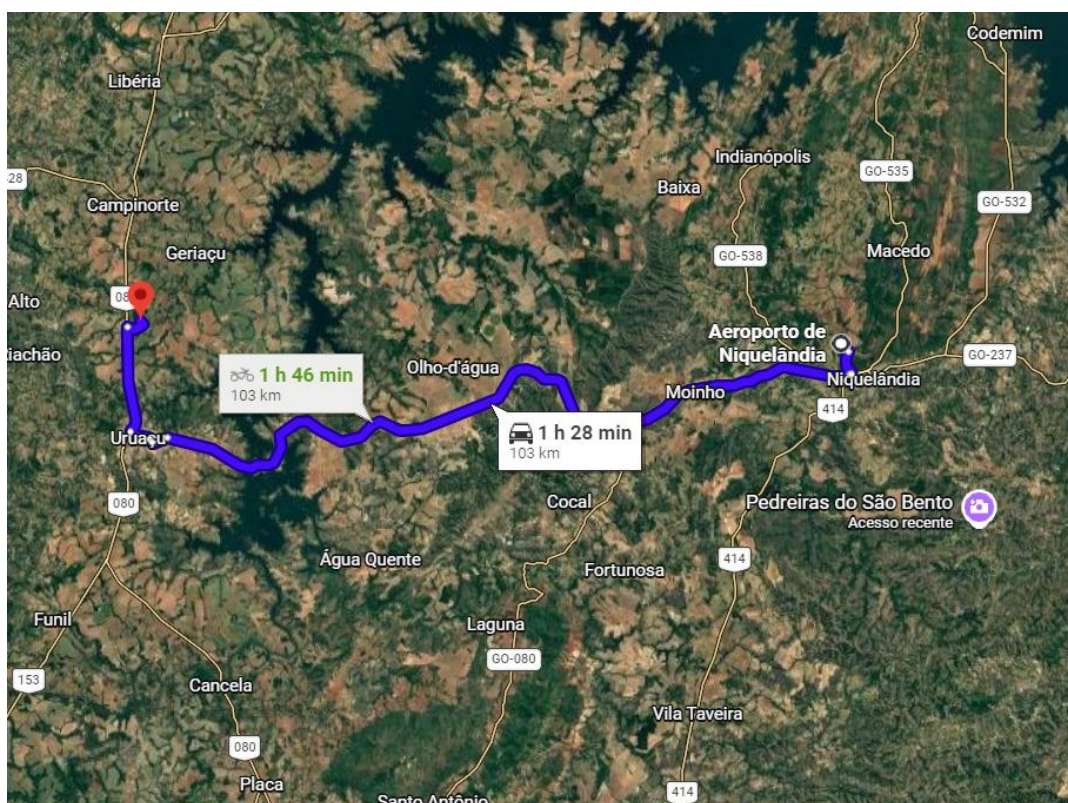 Codemim
Libéria
Indianópolis
28
GO-535
Baixa
Campinorte
GO-532
Geriaçu
Macedo
GO-538
Alto
08
Aeroporto de
Niquelândia
iachão
GO-237
1 h 46 min
103 km
Olho-d'água
Niquelândia
Moinho
414
Uruaçu
1 h 28 min
103 km
080
Cocal
Pedreiras do São Bento
Acesso recente
Água Quente
414
Fortunosa
Funil
Laguna
GO-080
153
Cancela
Vila Taveira
080
Placa
414
Santo Antônio